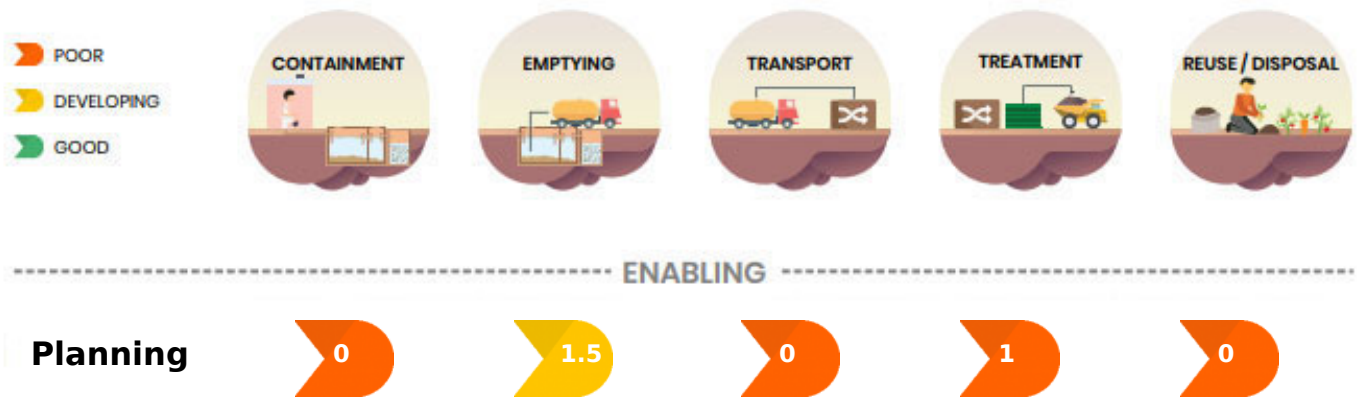 POOR
DEVELOPING
GOOD
CONTAINMENT
EMPTYING
TRANSPORT
TREATMENT
REUSE / DISPOSAL
ENABLING
Planning 0 1.5 0 1 0